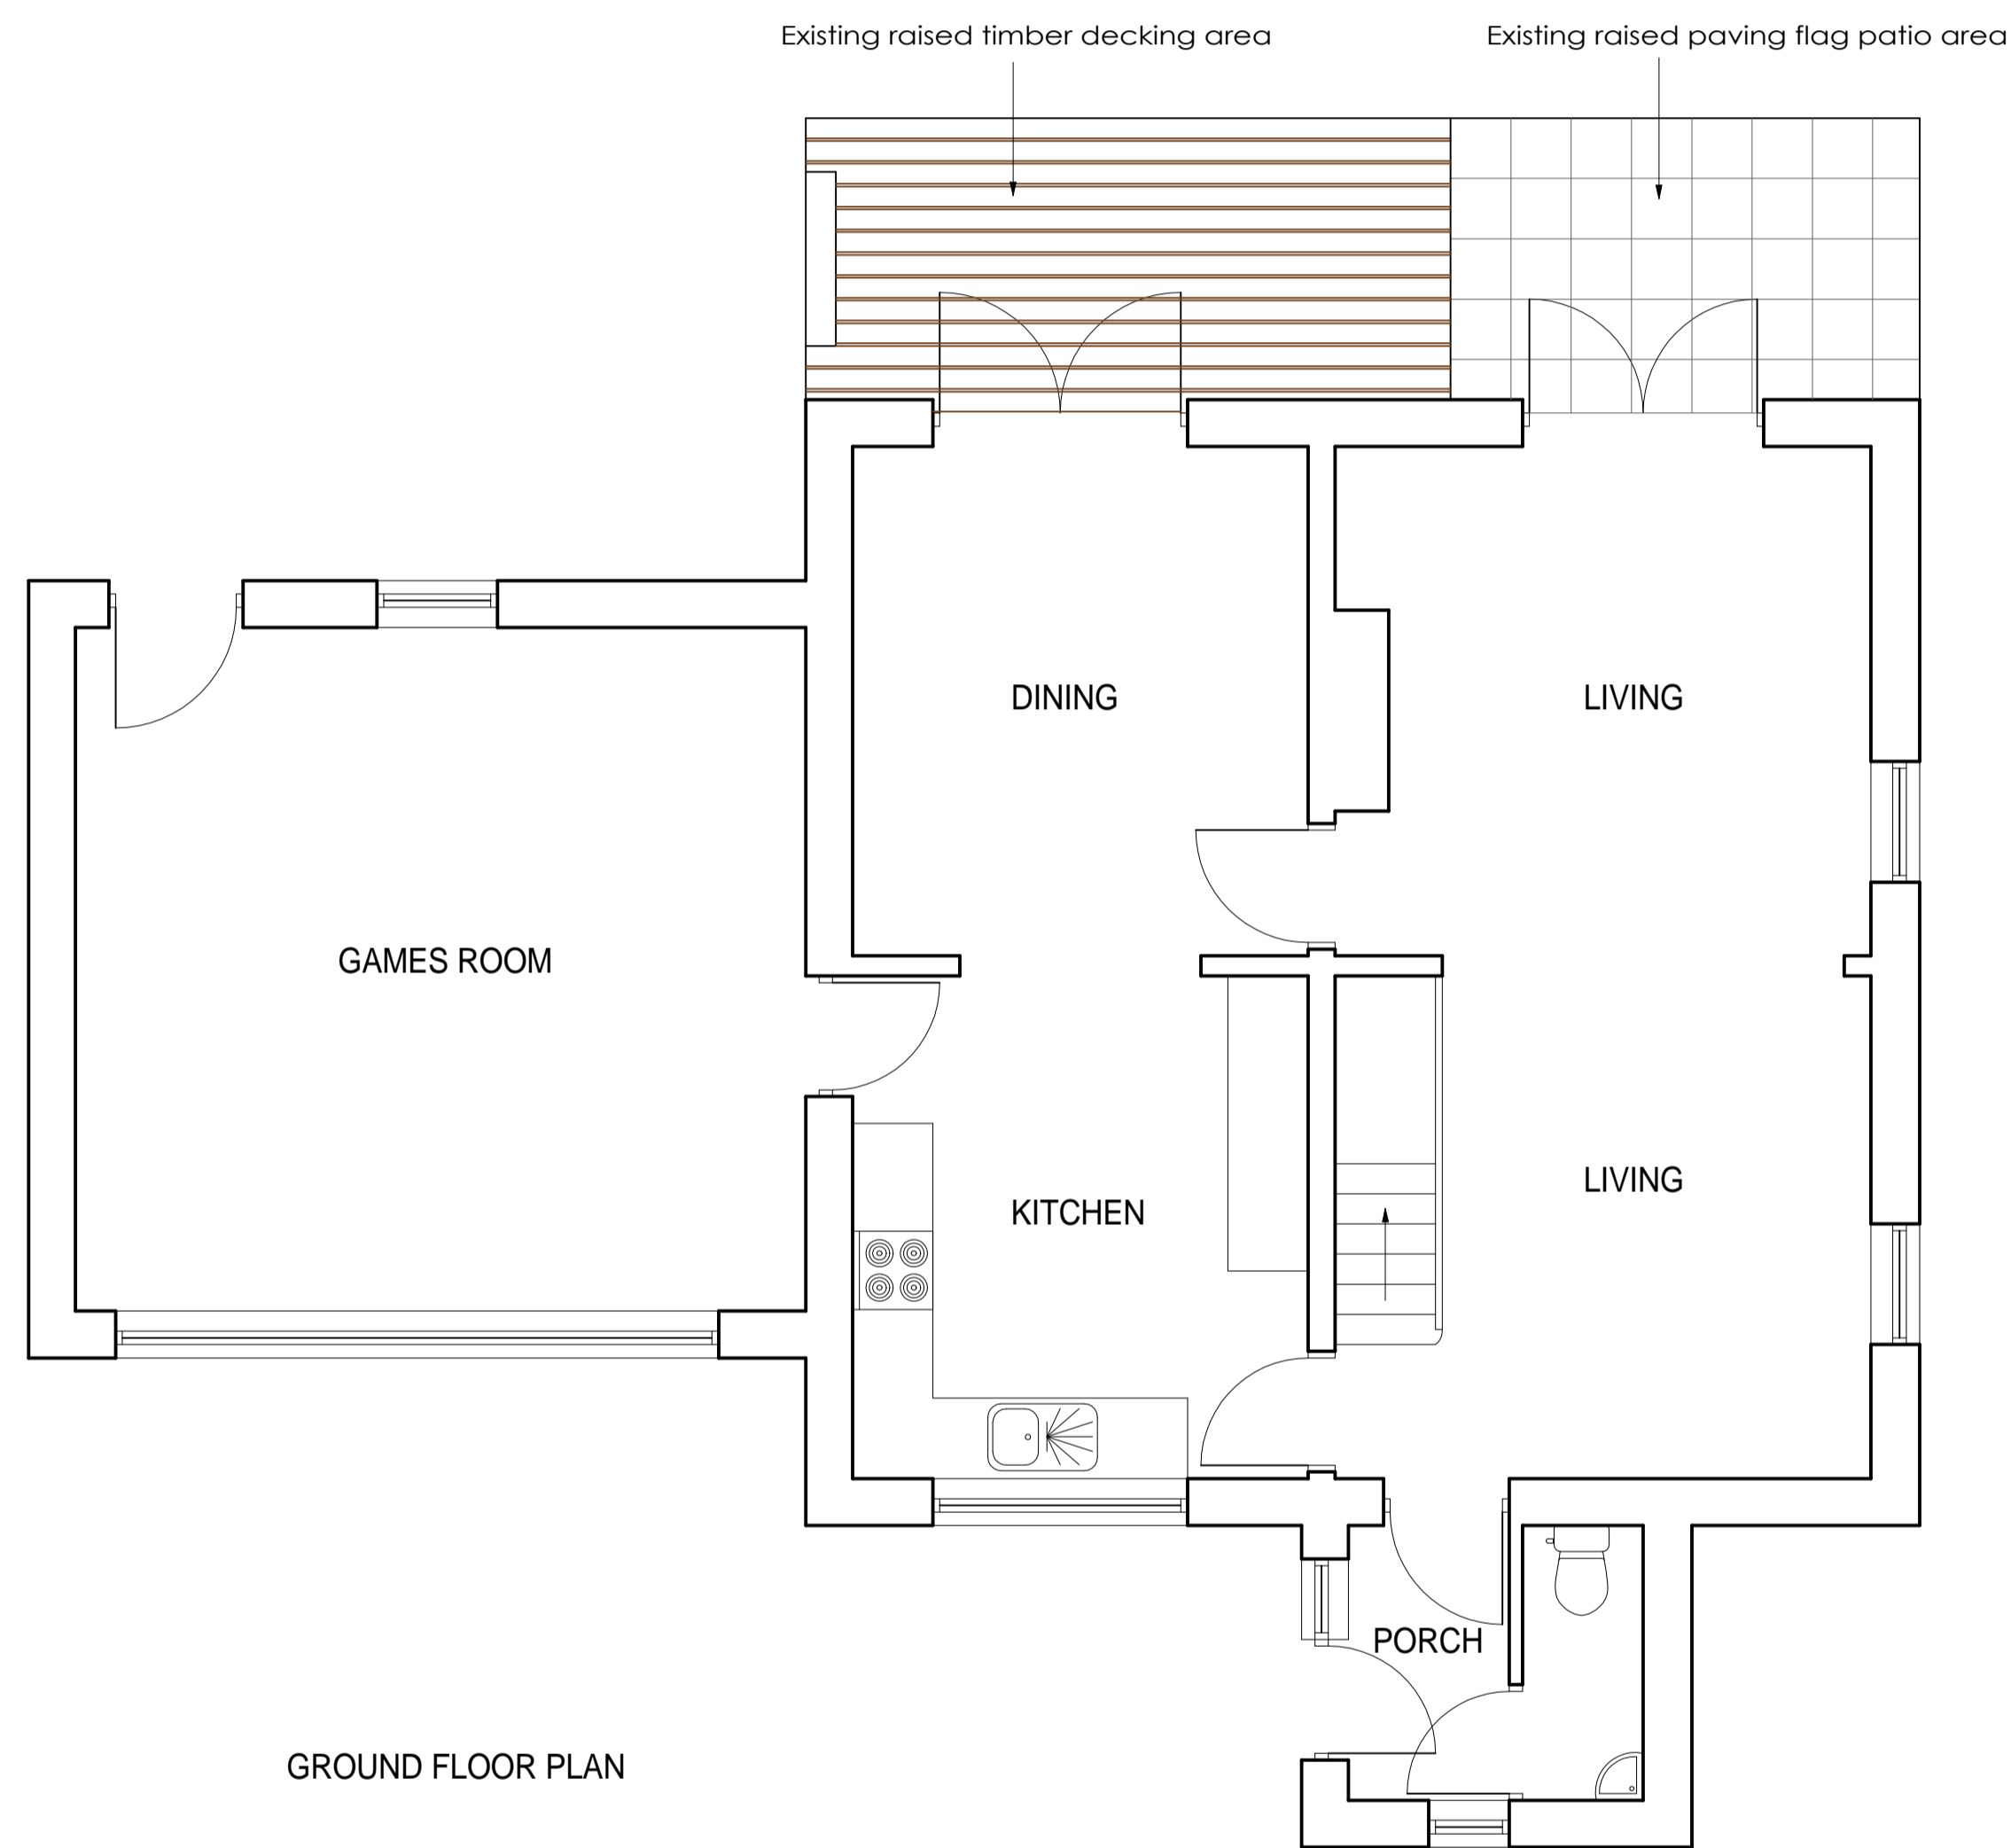 Existing raised timber decking area
Existing raised paving flag patio area
DINING
LIVING
GAMES ROOM
LIVING
KITCHEN
PORCH
GROUND FLOOR PLAN